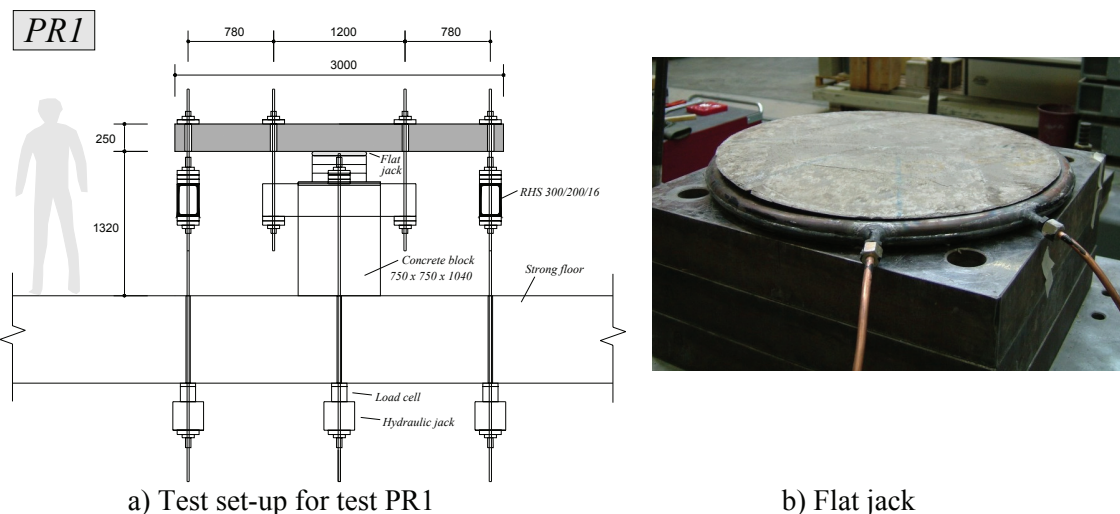 PR1
780 1200 780
3000
250
Flat
jack
RHS 300/200/16
1320
Concrete block
750 x 750 x 1040
Strong floor
Load cell
Hydraulic jack
a) Test set-up for test PR1
b) Flat jack